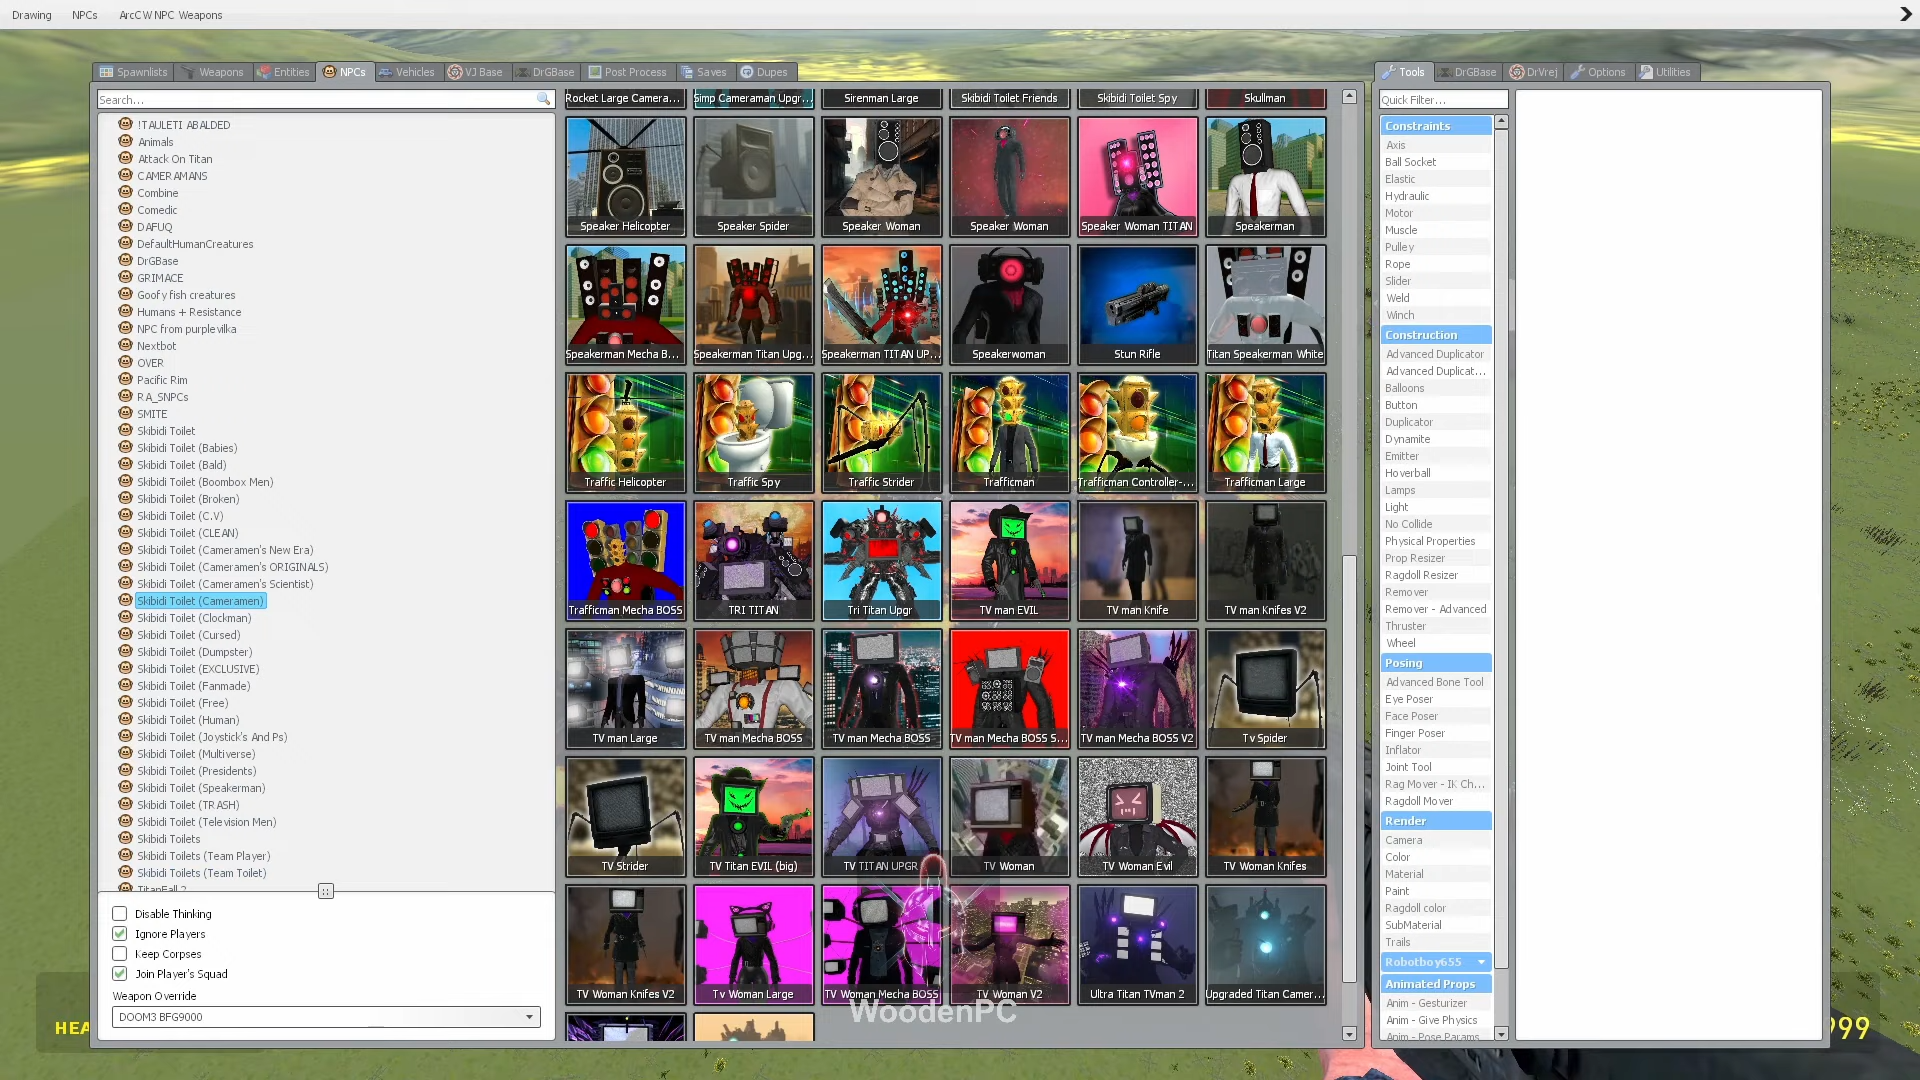 Drawing NPCs ArcCW NPC Weapons
Spawnlists Weapons Entities NPCs Vehicles VJ Base DrGBase Post Process Saves Dupes
Tools DrGBase DrVrej Options Utilities
Search...
!TAULETI ABALDED
Animals
Attack On Titan
CAMERAMANS
Combine
Comedic
DAFUQ
DefaultHumanCreatures
DrGBase
GRIMACE
Goofy fish creatures
Humans + Resistance
NPC from purplevilka
Nextbot
OVER
Pacific Rim
RA_SNPCs
SMITE
Skibidi Toilet
Skibidi Toilet (Babies)
Skibidi Toilet (Bald)
Skibidi Toilet (Boombox Men)
Skibidi Toilet (Broken)
Skibidi Toilet (C.V)
Skibidi Toilet (CLEAN)
Skibidi Toilet (Cameramen's New Era)
Skibidi Toilet (Cameramen's ORIGINALS)
Skibidi Toilet (Cameramen's Scientist)
Skibidi Toilet (Cameramen)
Skibidi Toilet (Clockman)
Skibidi Toilet (Cursed)
Skibidi Toilet (Dumpster)
Skibidi Toilet (EXCLUSIVE)
Skibidi Toilet (Fanmade)
Skibidi Toilet (Free)
Skibidi Toilet (Human)
Skibidi Toilet (Joystick's And Ps)
Skibidi Toilet (Multiverse)
Skibidi Toilet (Presidents)
Skibidi Toilet (Speakerman)
Skibidi Toilet (TRASH)
Skibidi Toilet (Television Men)
Skibidi Toilets
Skibidi Toilets (Team Player)
Skibidi Toilets (Team Toilet)
TitanFall 2
Disable Thinking
Ignore Players
Keep Corpses
Join Player's Squad
Weapon Override
DOOM3 BFG9000
HEA
Rocket Large Camera... Simp Cameraman Upgr... Sirenman Large Skibidi Toilet Friends Skibidi Toilet Spy Skullman
Speaker Helicopter Speaker Spider Speaker Woman Speaker Woman Speaker Woman TITAN Speakerman
Speakerman Mecha B... Speakerman Titan Upg... Speakerman TITAN UP... Speakerwoman Stun Rifle Titan Speakerman White
Traffic Helicopter Traffic Spy Traffic Strider Trafficman Trafficman Controller-... Trafficman Large
Trafficman Mecha BOSS TRI TITAN Tri Titan Upgr TV man EVIL TV man Knife TV man Knifes V2
TV man Large TV man Mecha BOSS TV man Mecha BOSS TV man Mecha BOSS S... TV man Mecha BOSS V2 Tv Spider
TV Strider TV Titan EVIL (big) TV TITAN UPGR TV Woman TV Woman Evil TV Woman Knifes
TV Woman Knifes V2 Tv Woman Large TV Woman Mecha BOSS TV Woman V2 Ultra Titan TVman 2 Upgraded Titan Camer...
WoodenPC
Quick Filter...
Constraints
Axis
Ball Socket
Elastic
Hydraulic
Motor
Muscle
Pulley
Rope
Slider
Weld
Winch
Construction
Advanced Duplicator
Advanced Duplicat...
Balloons
Button
Duplicator
Dynamite
Emitter
Hoverball
Lamps
Light
No Collide
Physical Properties
Prop Resizer
Ragdoll Resizer
Remover
Remover - Advanced
Thruster
Wheel
Posing
Advanced Bone Tool
Eye Poser
Face Poser
Finger Poser
Inflator
Joint Tool
Rag Mover - IK Ch...
Ragdoll Mover
Render
Camera
Color
Material
Paint
Ragdoll color
SubMaterial
Trails
Robotboy655
Animated Props
Anim - Gesturizer
Anim - Give Physics
Anim - Pose Params
999